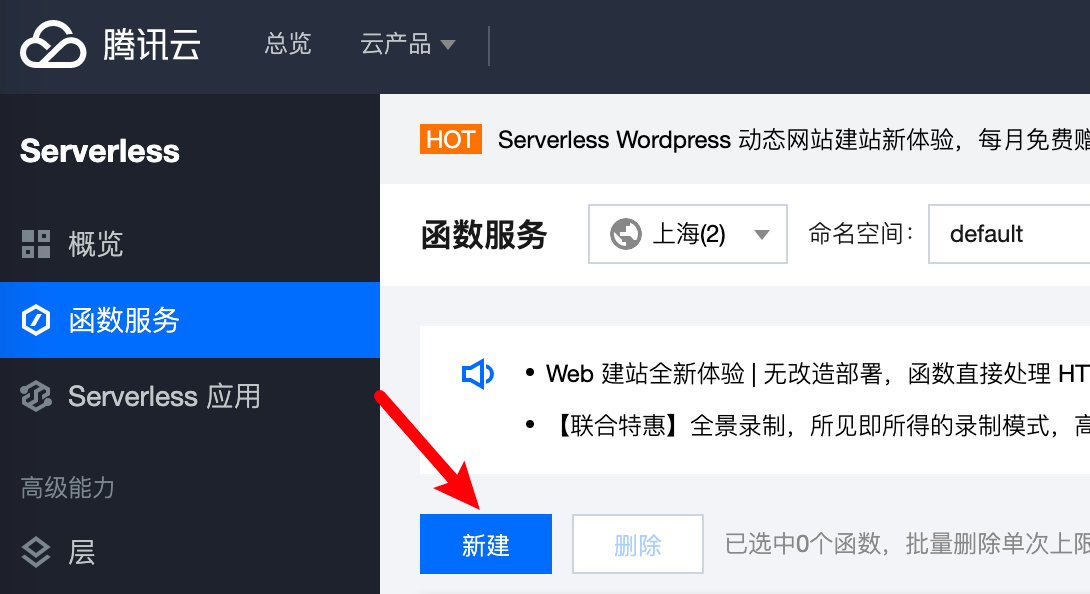 腾讯云 总览 云产品
Serverless
概览
函数服务
Serverless 应用
高级能力
层
HOT Serverless Wordpress 动态网站建站新体验，每月免费赠
函数服务 上海(2) 命名空间： default
• Web 建站全新体验 | 无改造部署，函数直接处理 HT
• 【联合特惠】全景录制，所见即所得的录制模式，高
新建 删除 已选中0个函数，批量删除单次上限